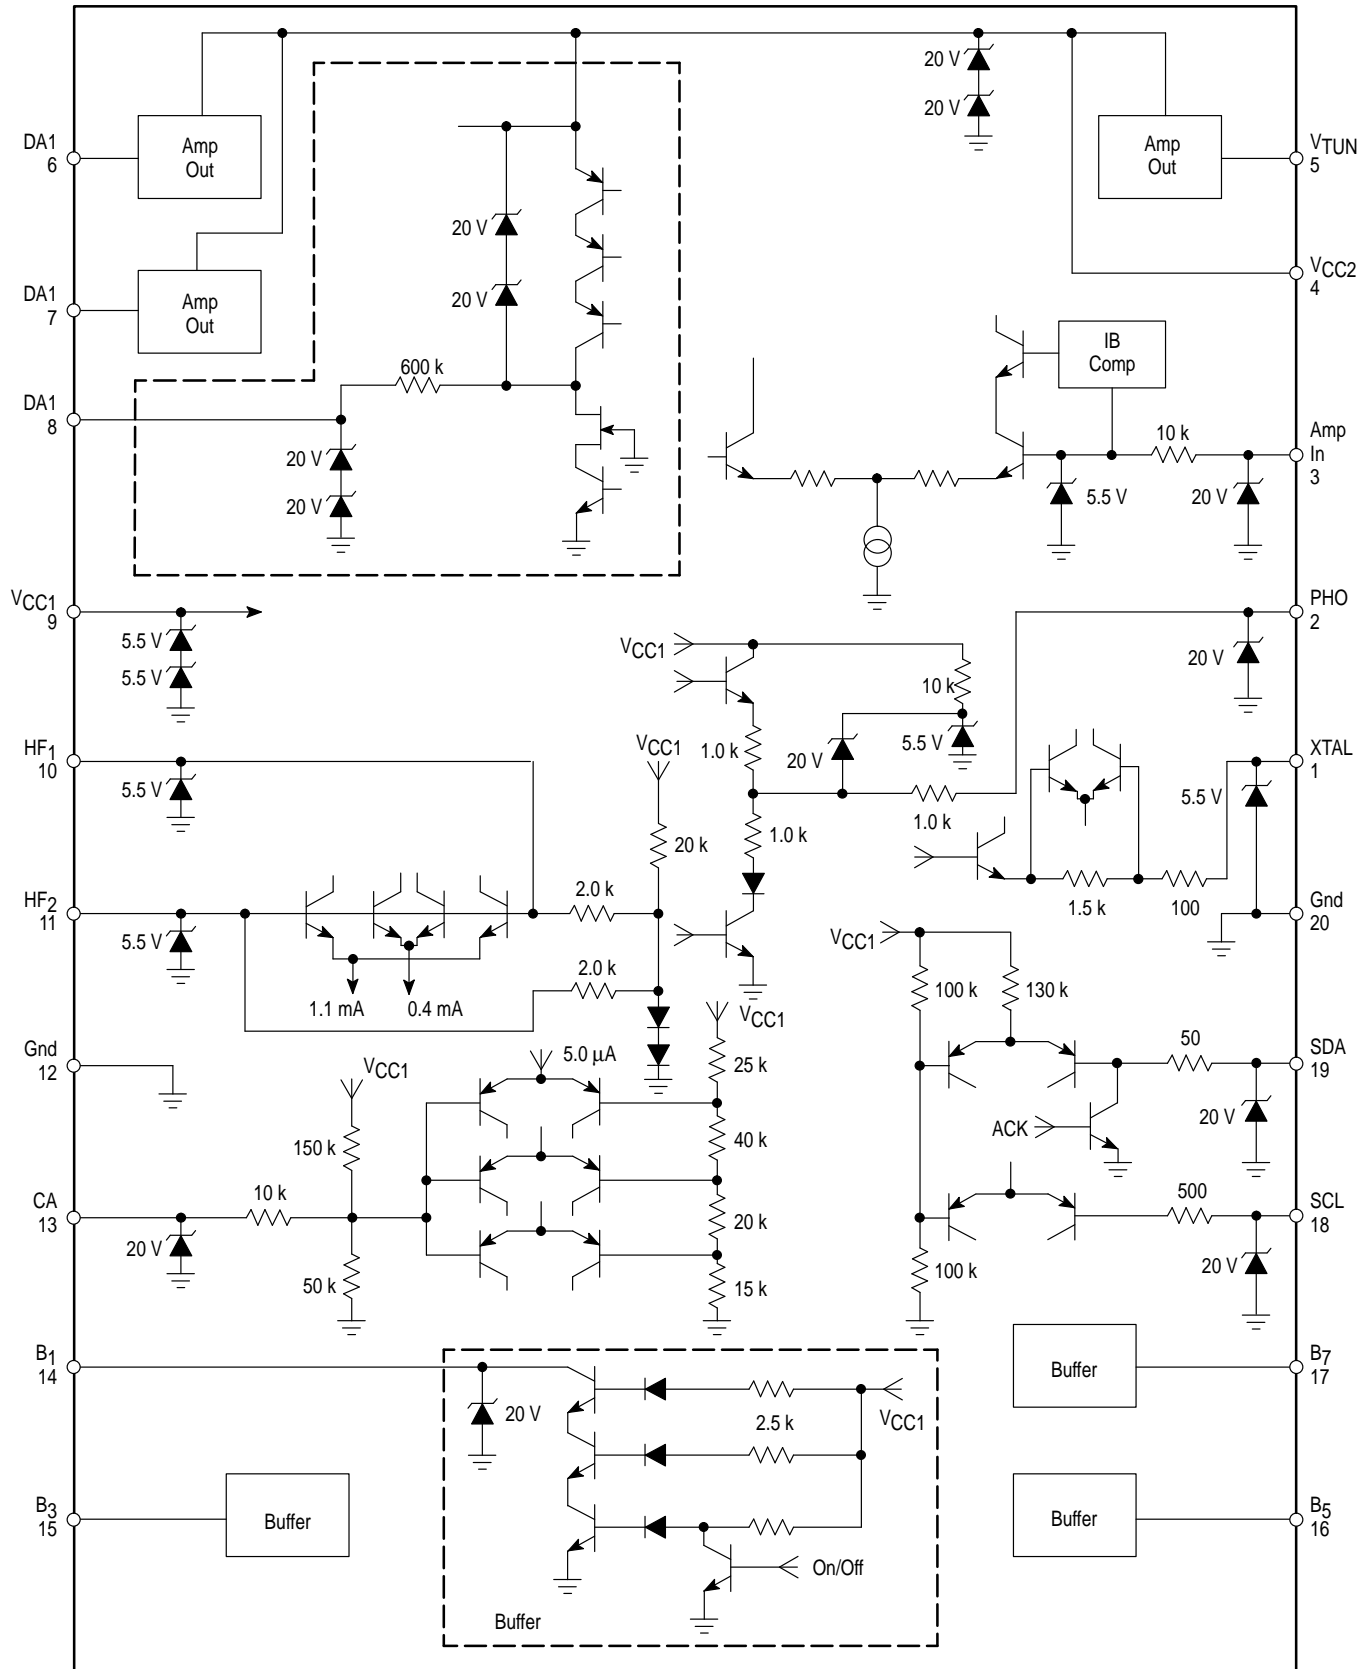 20 V
20 V
DA1
6
Amp
Out
Amp
Out
VTUN
5
20 V
20 V
VCC2
4
DA1
7
Amp
Out
IB
Comp
600 k
DA1
8
20 V
20 V
10 k
Amp
In
3
5.5 V
20 V
VCC1
9
5.5 V
5.5 V
PHO
2
20 V
VCC1
10 k
HF1
10
5.5 V
VCC1
1.0 k
20 V
5.5 V
XTAL
1
5.5 V
20 k
1.0 k
1.0 k
HF2
11
5.5 V
2.0 k
1.5 k
100
Gnd
20
1.1 mA
0.4 mA
2.0 k
VCC1
VCC1
100 k
130 k
Gnd
12
VCC1
5.0 µA
25 k
50
SDA
19
150 k
40 k
ACK
20 V
CA
13
10 k
20 V
50 k
20 k
15 k
500
SCL
18
100 k
20 V
B1
14
20 V
2.5 k
VCC1
Buffer
B7
17
B3
15
Buffer
Buffer
B5
16
On/Off
Buffer